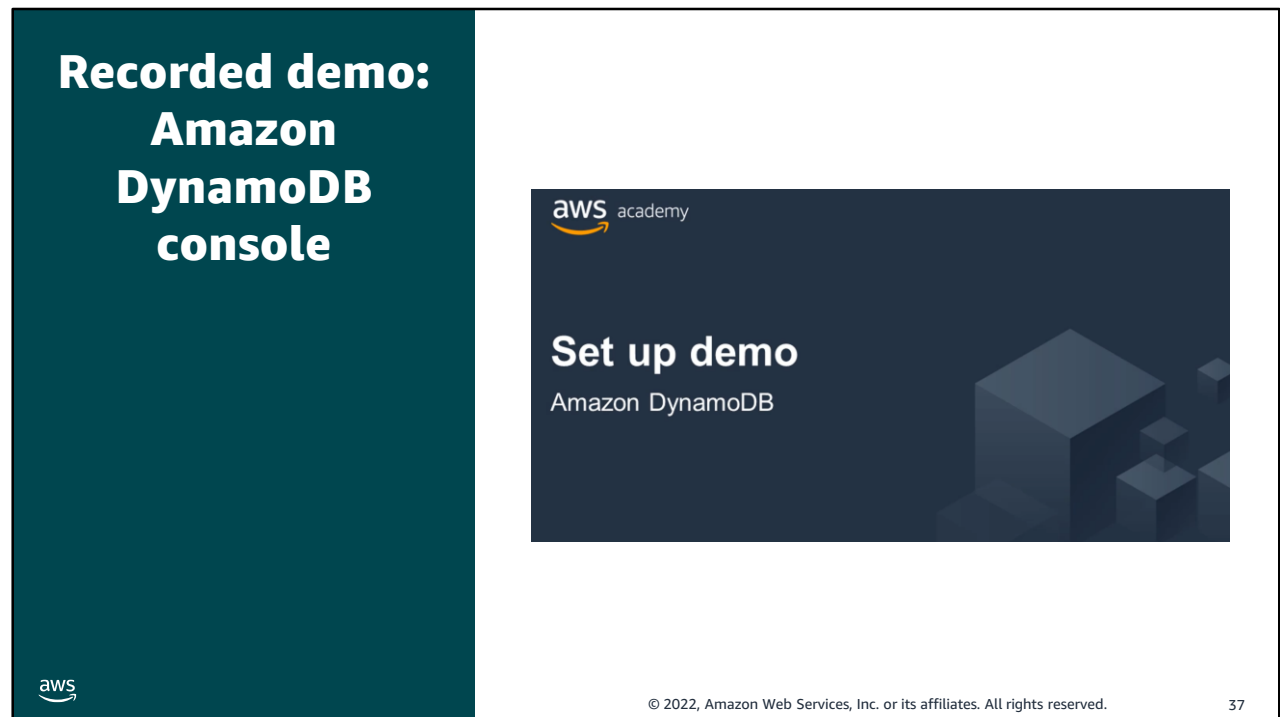 Recorded demo:
Amazon
DynamoDB
console
aws academy
Set up demo
Amazon DynamoDB
aws
© 2022, Amazon Web Services, Inc. or its affiliates. All rights reserved.
37